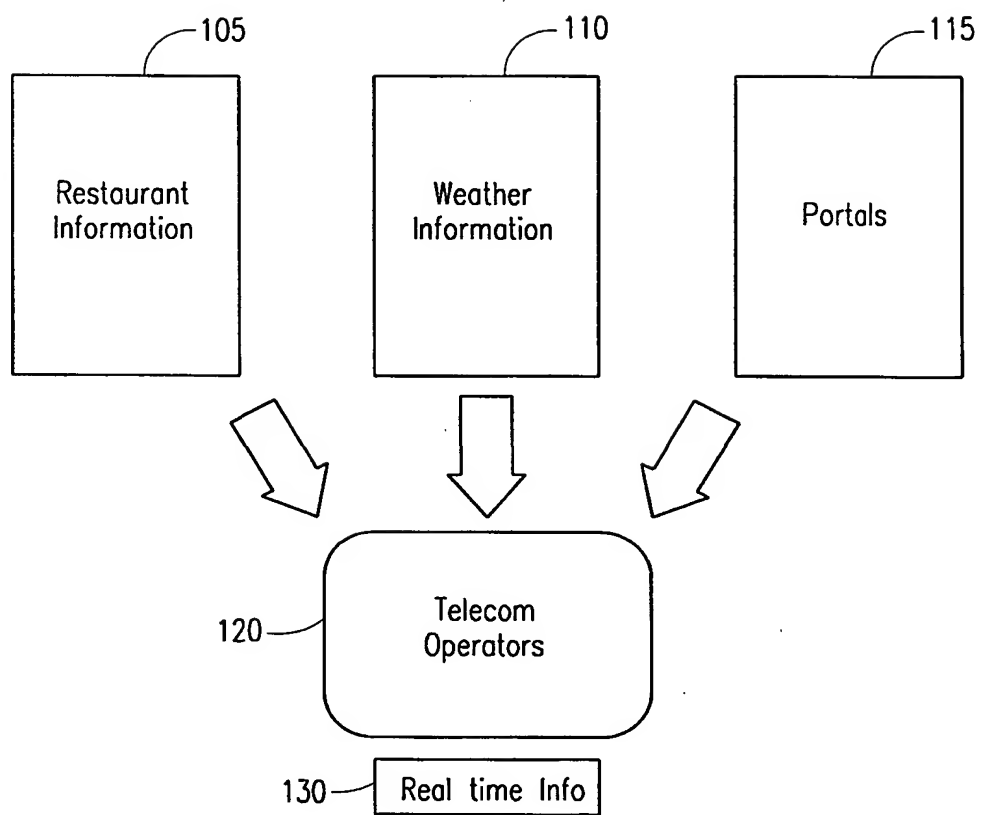 105
110
115
Restaurant
Information
Weather
Information
Portals
120
Telecom
Operators
130
Real time Info